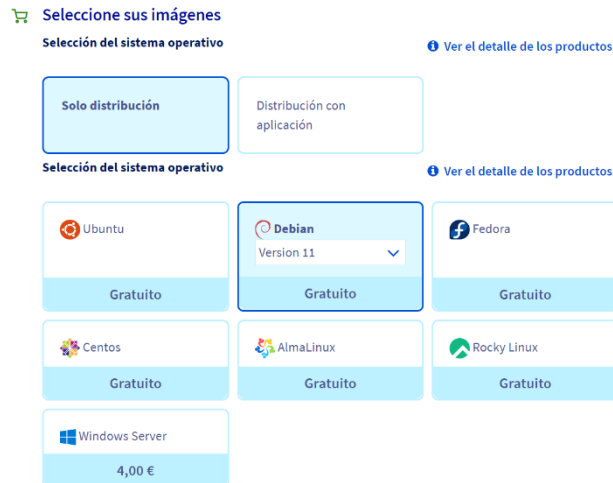 Seleccione sus imágenes
Selección del sistema operativo
Ver el detalle de los productos
Solo distribución
Distribución con
aplicación
Selección del sistema operativo
Ver el detalle de los productos
Ubuntu
Debian
Version 11
Fedora
Gratuito
Gratuito
Gratuito
Centos
AlmaLinux
Rocky Linux
Gratuito
Gratuito
Gratuito
Windows Server
4,00 €